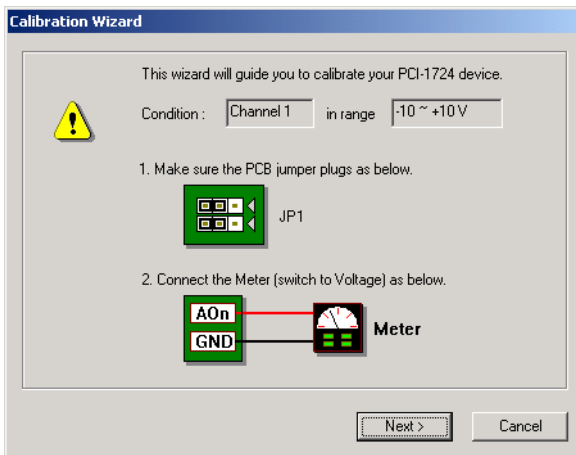 Calibration Wizard
This wizard will guide you to calibrate your PCI-1724 device.
Condition : Channel 1 in range -10 ~ +10 V
1. Make sure the PCB jumper plugs as below.
JP1
2. Connect the Meter (switch to Voltage) as below.
AOn
GND
Meter
Next > Cancel